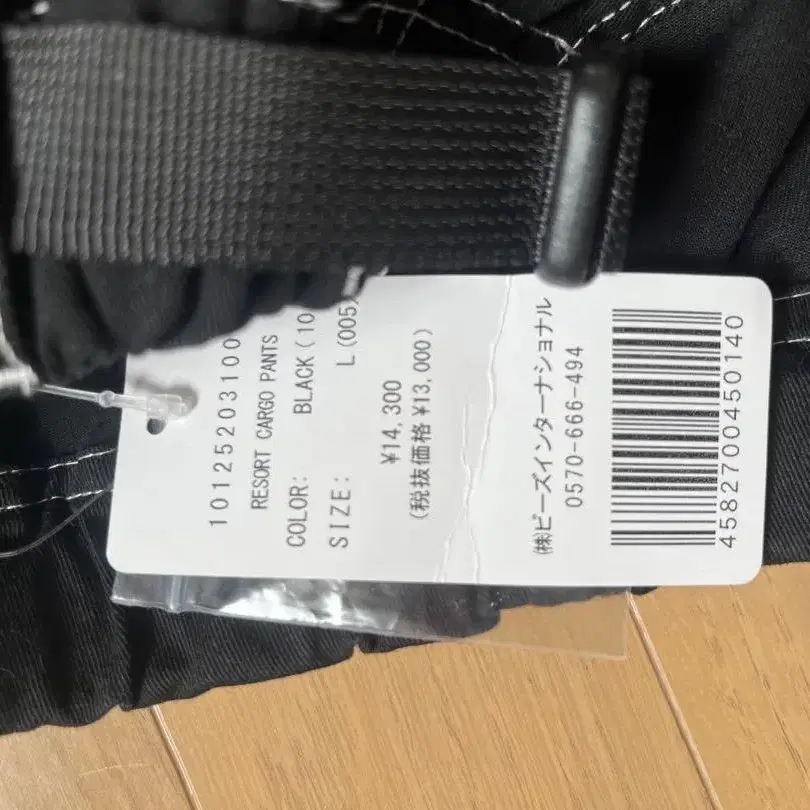 10125203100
RESORT CARGO PANTS
COLOR: BLACK(10
SIZE: L(005)
¥14,300
(税抜価格¥13,000)
㈱ビーズインターナショナル
0570-666-494
4582700450140